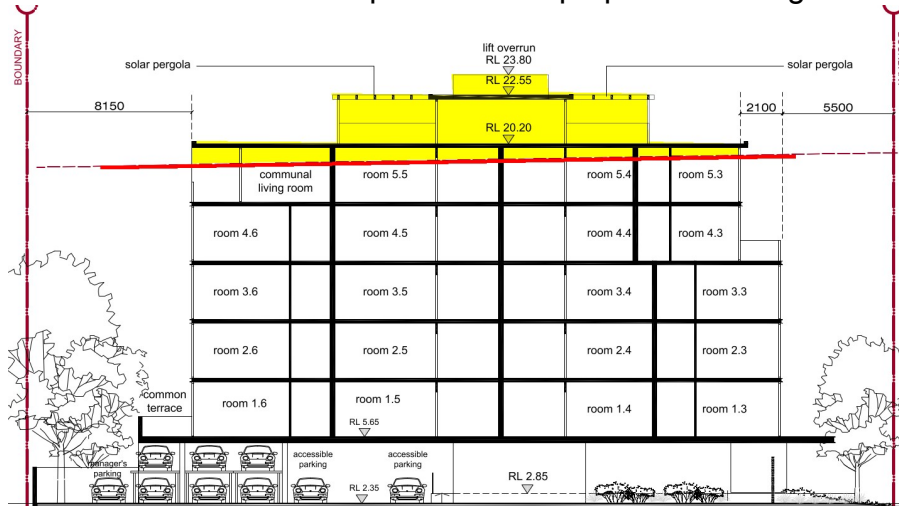 BOUNDARY
lift overrun
RL 23.80
solar pergola
RL 22.55
solar pergola
8150
2100
5500
RL 20.20
communal
living room
room 5.5
room 5.4
room 5.3
room 4.6
room 4.5
room 4.4
room 4.3
room 3.6
room 3.5
room 3.4
room 3.3
room 2.6
room 2.5
room 2.4
room 2.3
common
terrace
room 1.6
room 1.5
room 1.4
room 1.3
RL 5.65
manager's
parking
accessible
parking
accessible
parking
RL 2.35
RL 2.85